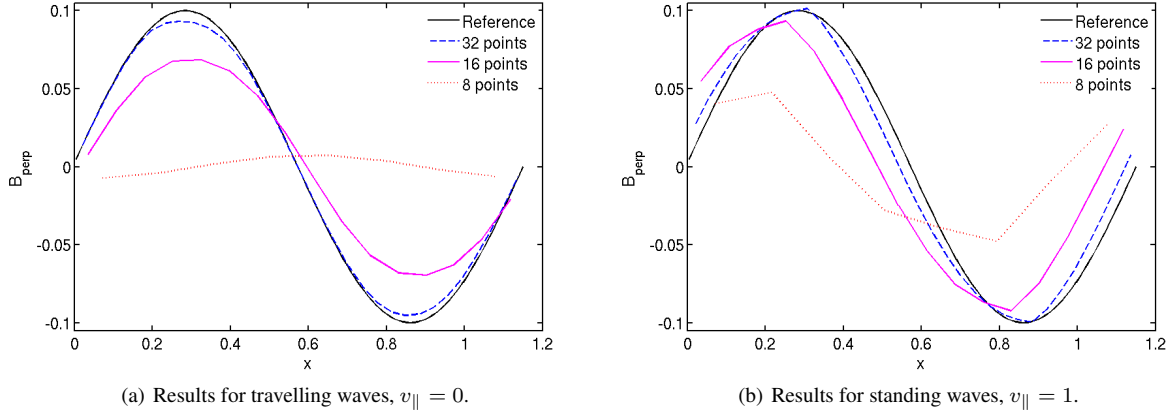 0.1
0.05
0
-0.05
-0.1
B_perp
0 0.2 0.4 0.6 0.8 1 1.2
x
Reference
32 points
16 points
8 points
(a) Results for travelling waves, v∥ = 0.
0.1
0.05
0
-0.05
-0.1
B_perp
0 0.2 0.4 0.6 0.8 1 1.2
x
Reference
32 points
16 points
8 points
(b) Results for standing waves, v∥ = 1.